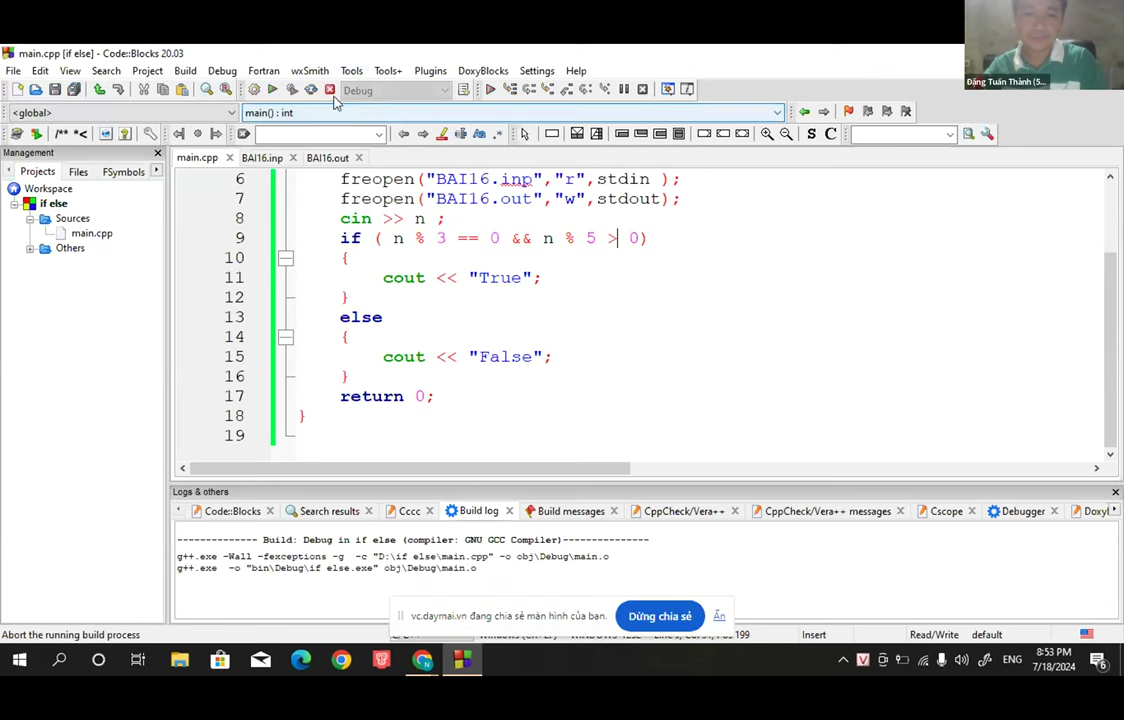 main.cpp [if else] - Code::Blocks 20.03
File Edit View Search Project Build Debug Fortran wxSmith Tools Tools+ Plugins DoxyBlocks Settings Help
Debug
<global> main() : int
/** *<
Aa .*
S C
Management
main.cpp BAI16.inp BAI16.out
Projects Files FSymbols
Workspace
if else
Sources
main.cpp
Others
6 freopen("BAI16.inp","r",stdin );
7 freopen("BAI16.out","w",stdout);
8 cin >> n ;
9 if ( n % 3 == 0 && n % 5 > 0)
10 {
11 cout << "True";
12 }
13 else
14 {
15 cout << "False";
16 }
17 return 0;
18 }
19
Logs & others
Code::Blocks Search results Cccc Build log Build messages CppCheck/Vera++ CppCheck/Vera++ messages Cscope Debugger
-------------- Build: Debug in if else (compiler: GNU GCC Compiler)---------------
g++.exe -Wall -fexceptions -g -c "D:\if else\main.cpp" -o obj\Debug\main.o
g++.exe -o "bin\Debug\if else.exe" obj\Debug\main.o
vc.daymai.vn đang chia sẻ màn hình của bạn. Dừng chia sẻ Ẩn
Abort the running build process Insert Read/Write default
ENG
8:53 PM
7/18/2024
6
Đặng Tuấn Thành (5...